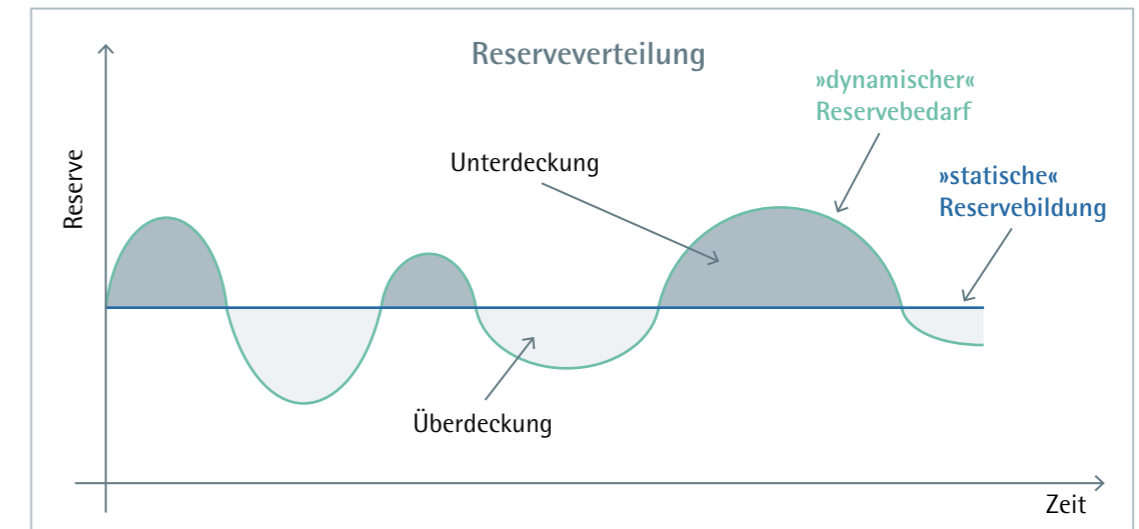 Reserveverteilung
»dynamischer«
Reservebedarf
Unterdeckung
»statische«
Reservebildung
Reserve
Überdeckung
Zeit